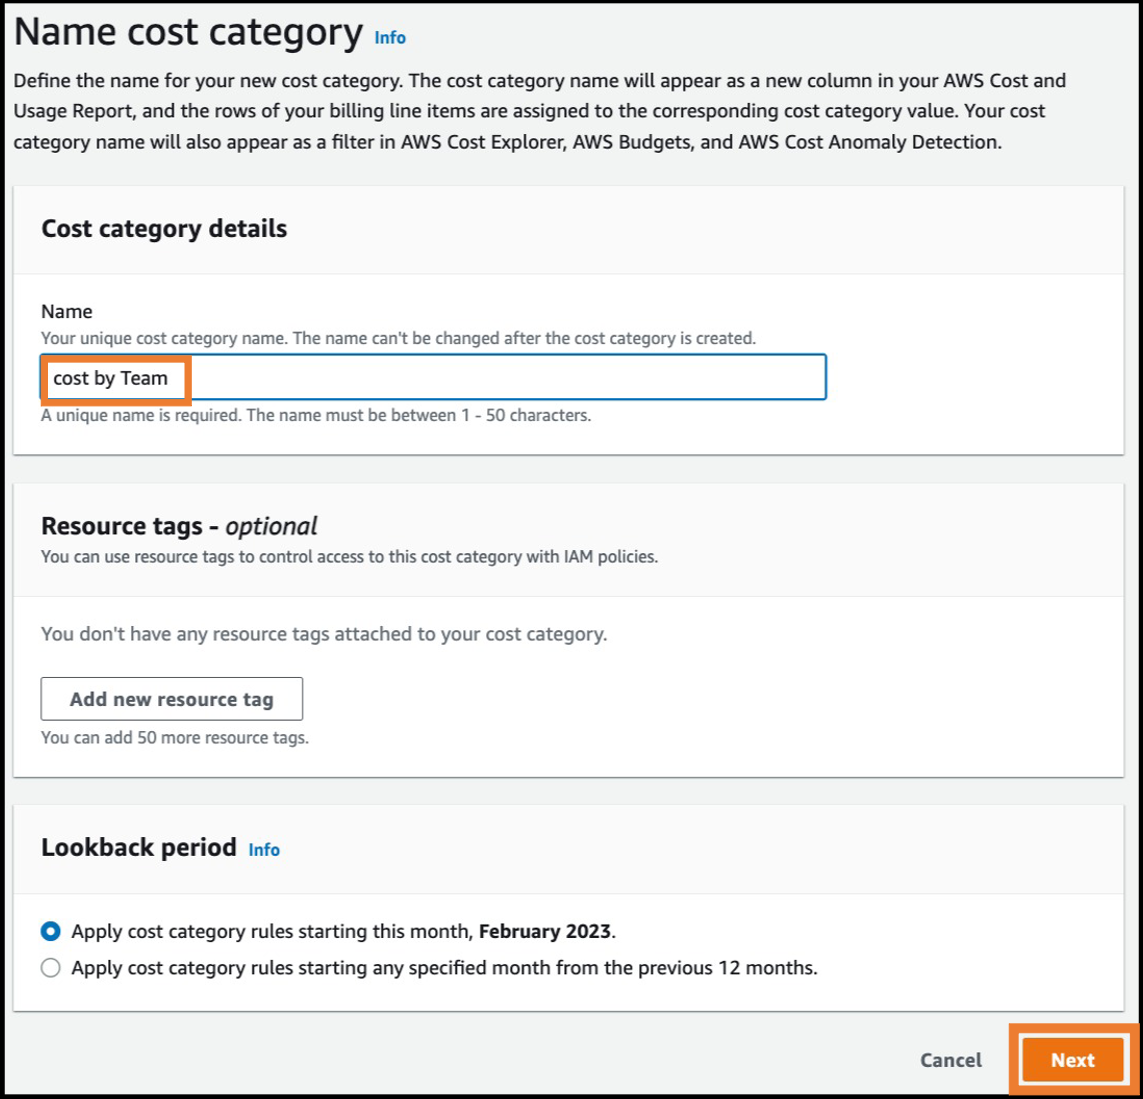 Name cost category Info
Define the name for your new cost category. The cost category name will appear as a new column in your AWS Cost and
Usage Report, and the rows of your billing line items are assigned to the corresponding cost category value. Your cost
category name will also appear as a filter in AWS Cost Explorer, AWS Budgets, and AWS Cost Anomaly Detection.
Cost category details
Name
Your unique cost category name. The name can't be changed after the cost category is created.
cost by Team
A unique name is required. The name must be between 1 - 50 characters.
Resource tags - optional
You can use resource tags to control access to this cost category with IAM policies.
You don't have any resource tags attached to your cost category.
Add new resource tag
You can add 50 more resource tags.
Lookback period Info
Apply cost category rules starting this month, February 2023.
Apply cost category rules starting any specified month from the previous 12 months.
Cancel Next